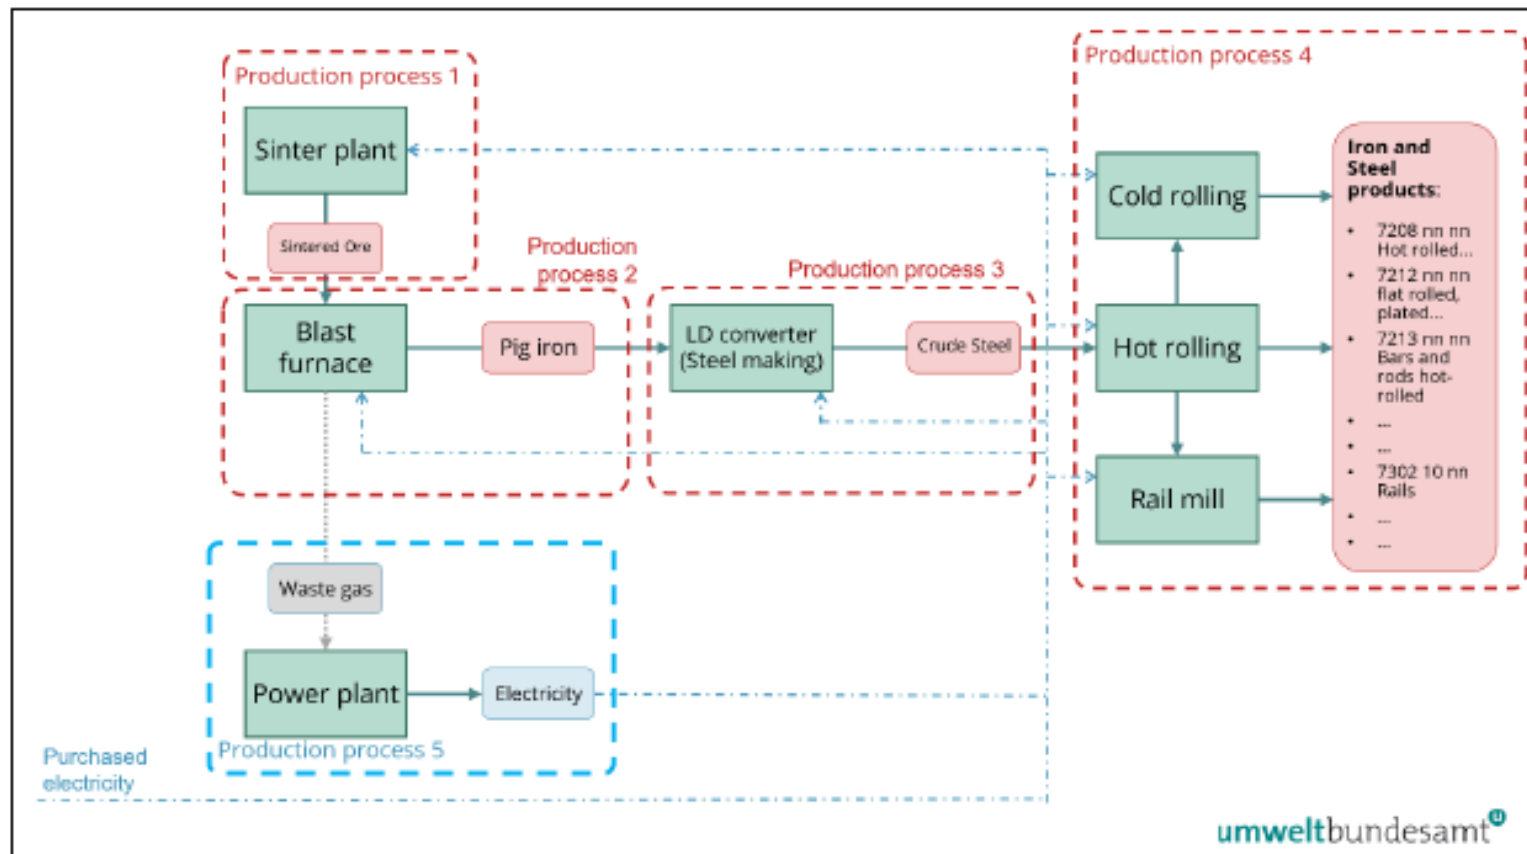 Production process 1
Sinter plant
Sintered Ore
Production
process 2
Blast
furnace
Pig iron
Production process 3
LD converter
(Steel making)
Crude Steel
Production process 4
Cold rolling
Hot rolling
Rail mill
Iron and
Steel
products:
• 7208 nn nn
Hot rolled...
• 7212 nn nn
flat rolled,
plated...
• 7213 nn nn
Bars and
rods hot-
rolled
• ...
• ...
• 7302 10 nn
Rails
• ...
• ...
Waste gas
Power plant
Electricity
Production process 5
Purchased
electricity
umweltbundesamt
u